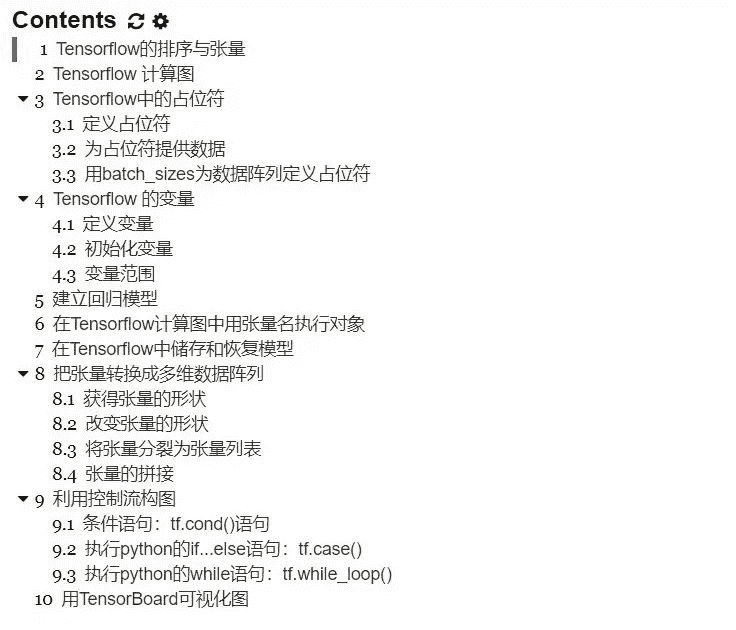 Contents
1 Tensorflow的排序与张量
2 Tensorflow 计算图
3 Tensorflow中的占位符
3.1 定义占位符
3.2 为占位符提供数据
3.3 用batch_sizes为数据阵列定义占位符
4 Tensorflow 的变量
4.1 定义变量
4.2 初始化变量
4.3 变量范围
5 建立回归模型
6 在Tensorflow计算图中用张量名执行对象
7 在Tensorflow中储存和恢复模型
8 把张量转换成多维数据阵列
8.1 获得张量的形状
8.2 改变张量的形状
8.3 将张量分裂为张量列表
8.4 张量的拼接
9 利用控制流构图
9.1 条件语句：tf.cond()语句
9.2 执行python的if...else语句：tf.case()
9.3 执行python的while语句：tf.while_loop()
10 用TensorBoard可视化图